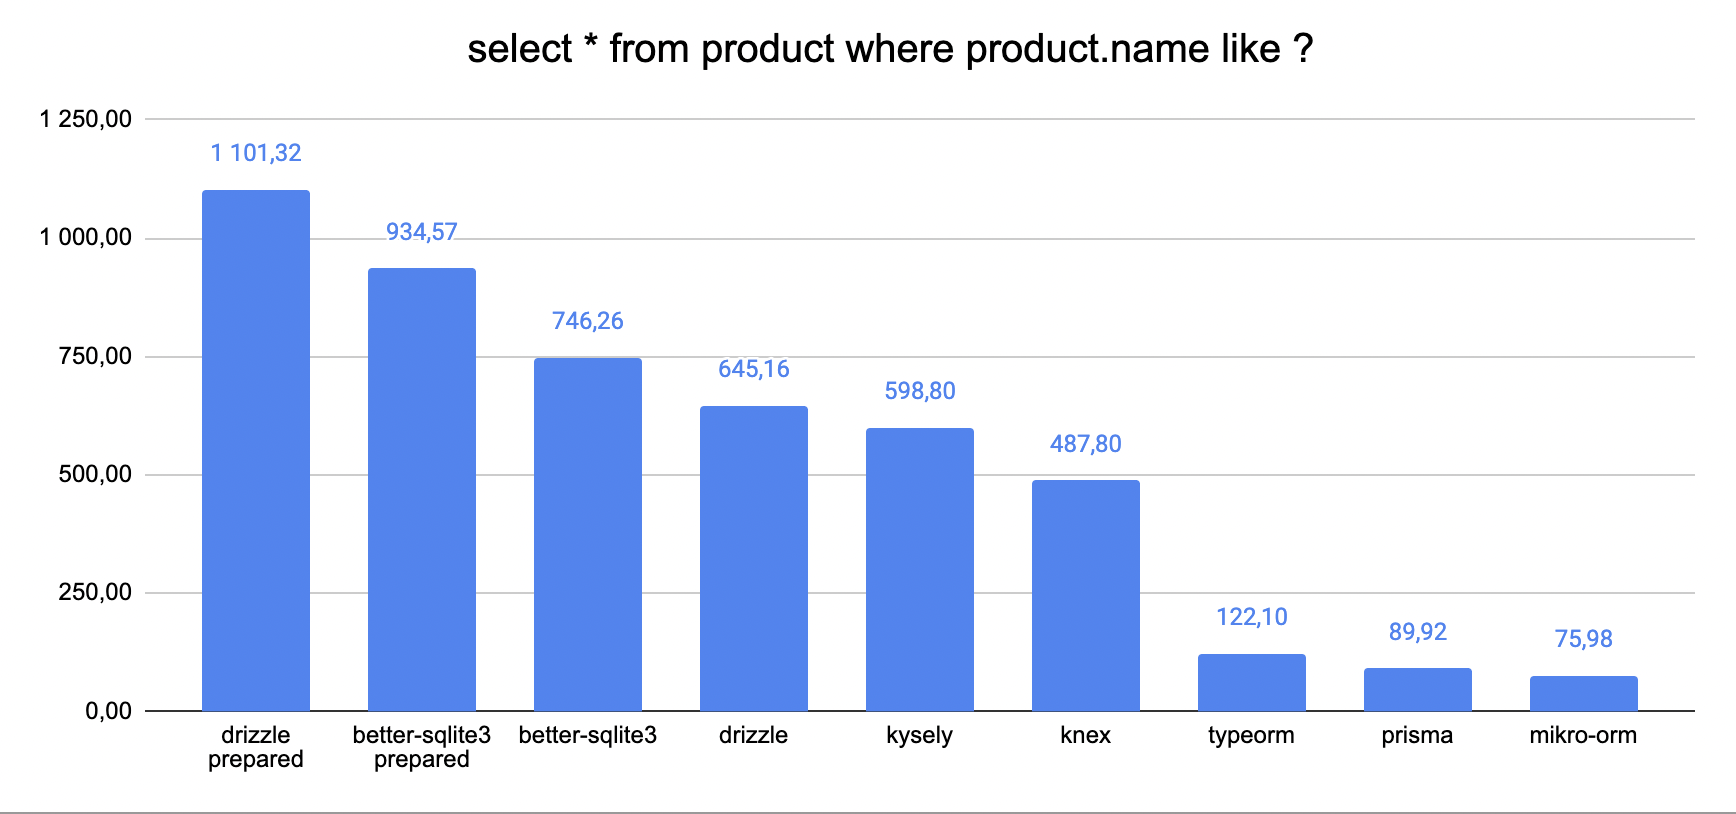 select * from product where product.name like ?
1 250,00
1 000,00
750,00
500,00
250,00
0,00
1 101,32
934,57
746,26
645,16
598,80
487,80
122,10
89,92
75,98
drizzle
prepared
better-sqlite3
prepared
better-sqlite3
drizzle
kysely
knex
typeorm
prisma
mikro-orm